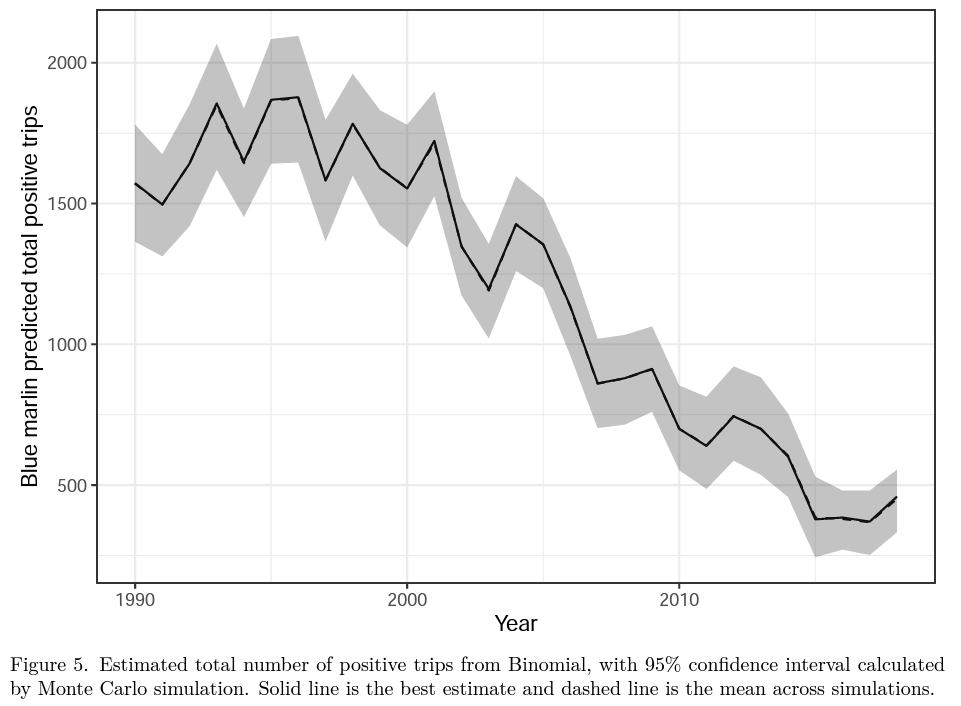 2000
1500
1000
500
Blue marlin predicted total positive trips
1990
2000
2010
Year
Figure 5. Estimated total number of positive trips from Binomial, with 95% confidence interval calculated
by Monte Carlo simulation. Solid line is the best estimate and dashed line is the mean across simulations.